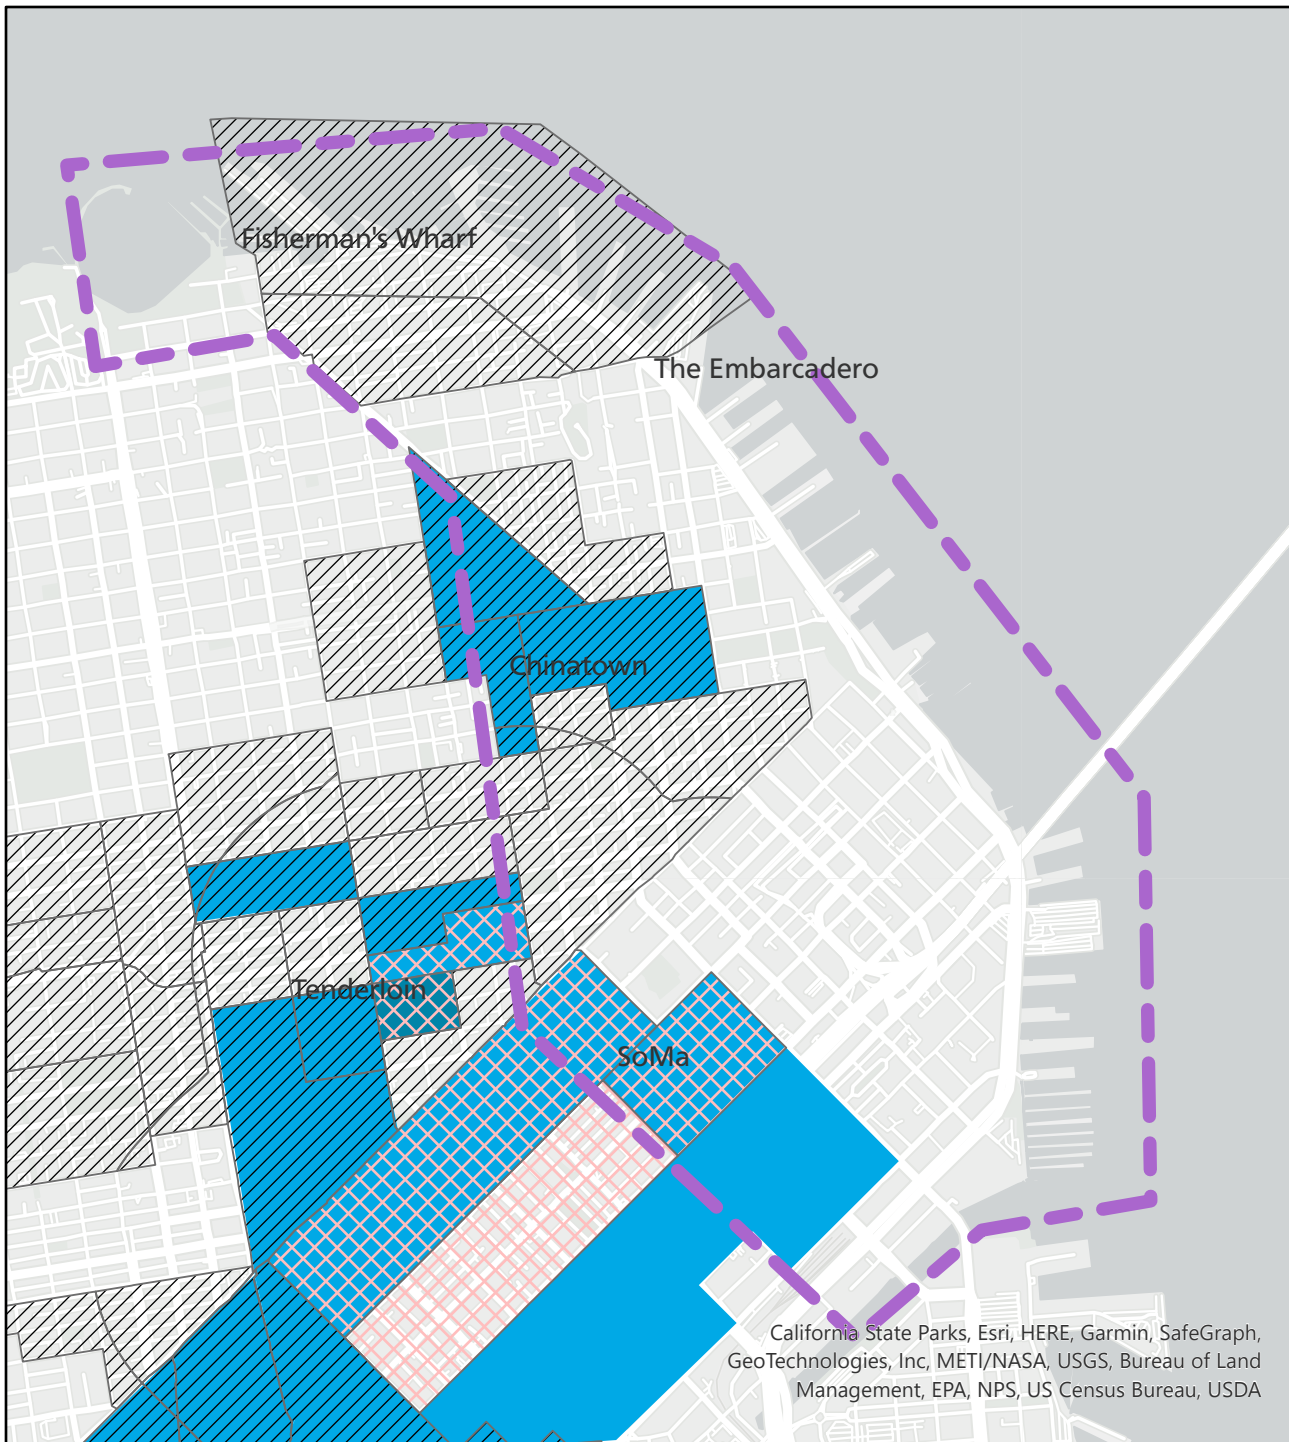 Fisherman's Wharf
The Embarcadero
Chinatown
Tenderloin
SoMa
California State Parks, Esri, HERE, Garmin, SafeGraph,
GeoTechnologies, Inc, METI/NASA, USGS, Bureau of Land
Management, EPA, NPS, US Census Bureau, USDA